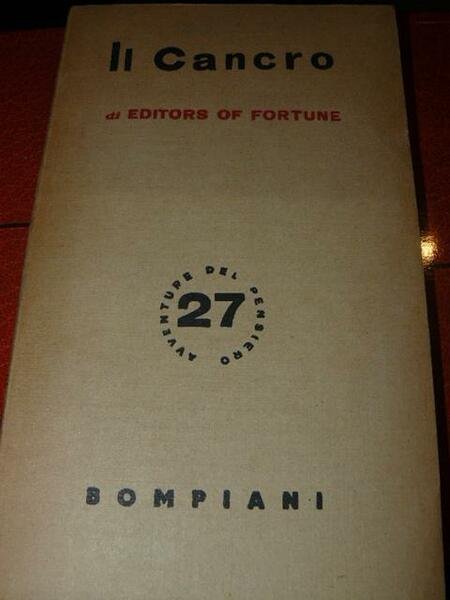 Il Cancro
di EDITORS OF FORTUNE
AVVENTURE DEL PENSIERO
27
BOMPIANI